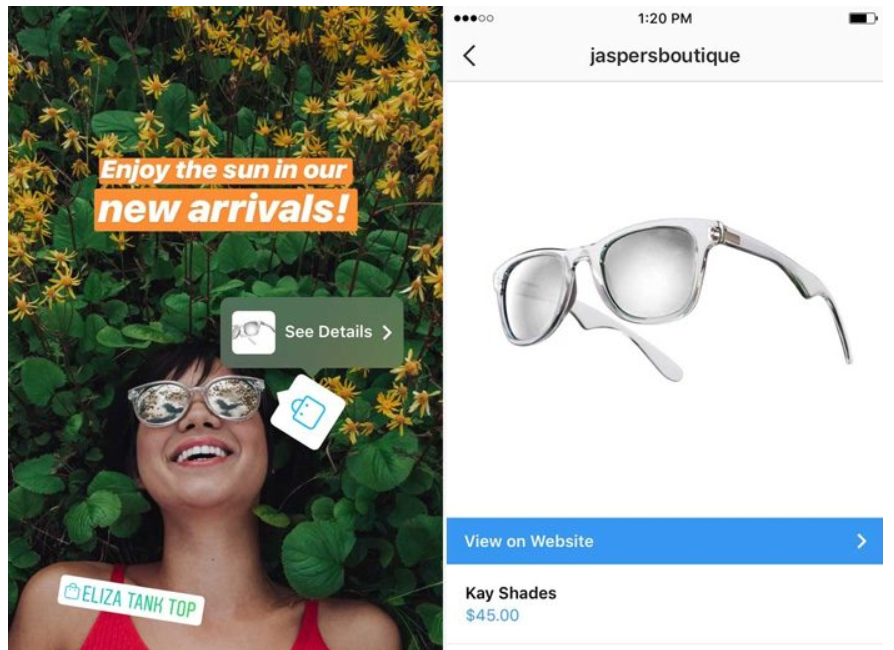 Enjoy the sun in our
new arrivals!
See Details
ELIZA TANK TOP
1:20 PM
jaspersboutique
View on Website
Kay Shades
$45.00